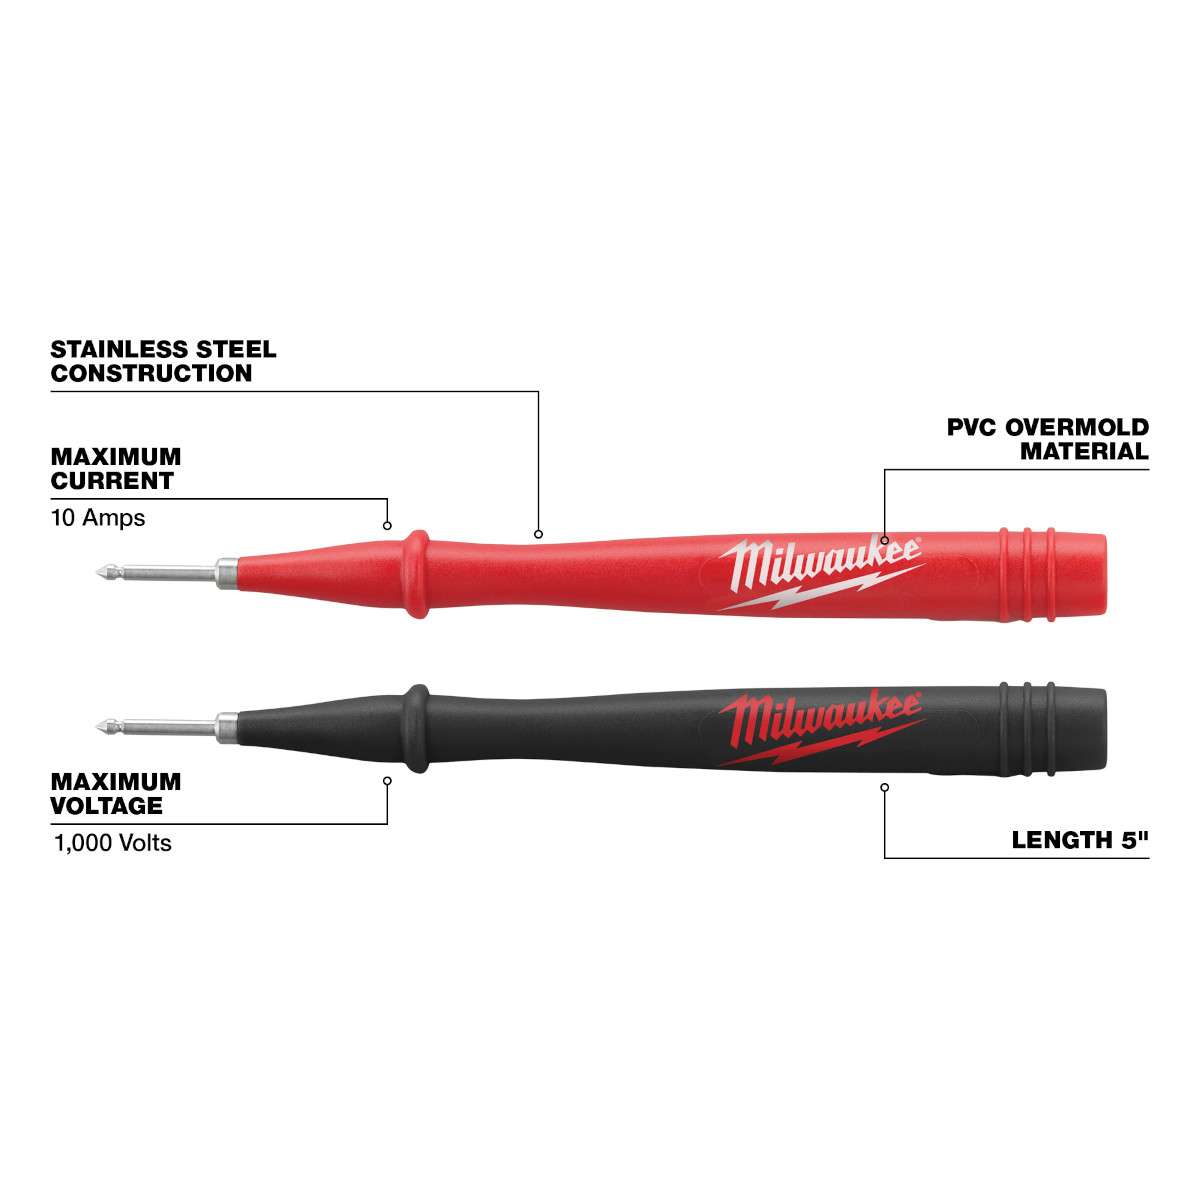 STAINLESS STEEL
CONSTRUCTION
MAXIMUM
CURRENT
10 Amps
PVC OVERMOLD
MATERIAL
Milwaukee®
Milwaukee®
MAXIMUM
VOLTAGE
1,000 Volts
LENGTH 5"